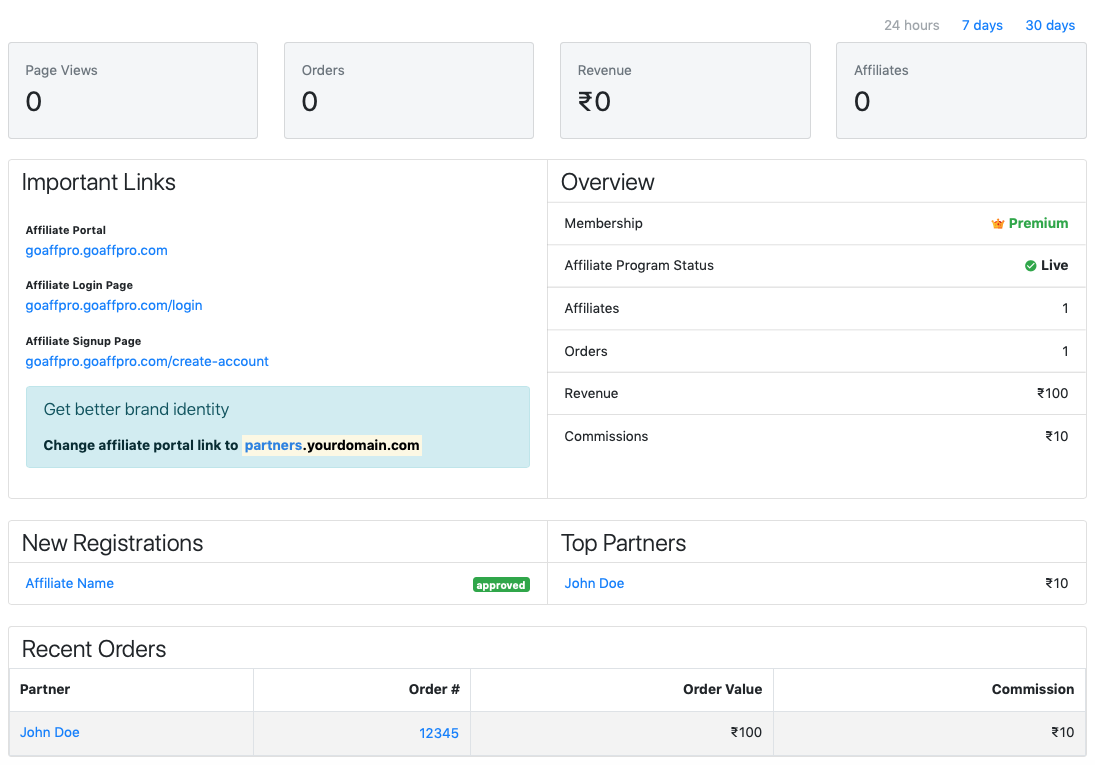 24 hours 7 days 30 days
Page Views Orders Revenue Affiliates
0 0 ₹0 0
Important Links
Affiliate Portal
goaffpro.goaffpro.com
Affiliate Login Page
goaffpro.goaffpro.com/login
Affiliate Signup Page
goaffpro.goaffpro.com/create-account
Get better brand identity
Change affiliate portal link to partners.yourdomain.com
Overview
Membership Premium
Affiliate Program Status Live
Affiliates 1
Orders 1
Revenue ₹100
Commissions ₹10
New Registrations
Affiliate Name approved
Top Partners
John Doe ₹10
Recent Orders
Partner Order # Order Value Commission
John Doe 12345 ₹100 ₹10